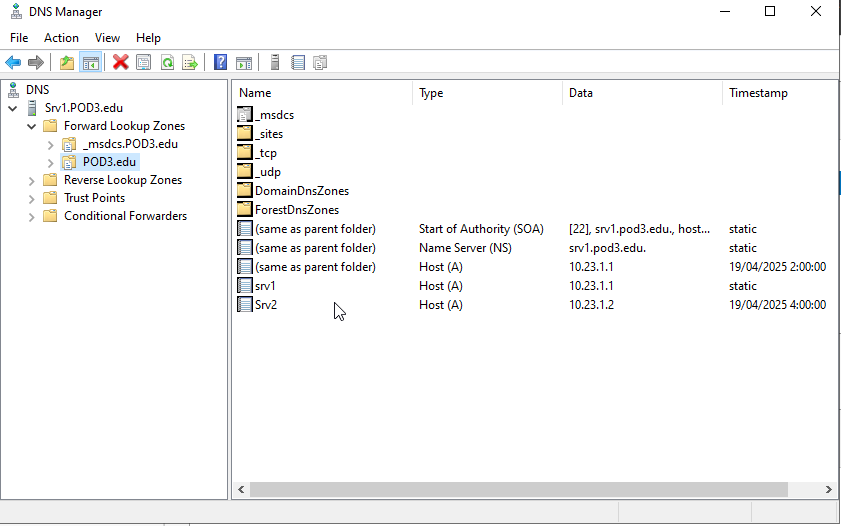 DNS Manager
File Action View Help
DNS
Srv1.POD3.edu
Forward Lookup Zones
_msdcs.POD3.edu
POD3.edu
Reverse Lookup Zones
Trust Points
Conditional Forwarders
Name Type Data Timestamp
_msdcs
_sites
_tcp
_udp
DomainDnsZones
ForestDnsZones
(same as parent folder) Start of Authority (SOA) [22], srv1.pod3.edu., host... static
(same as parent folder) Name Server (NS) srv1.pod3.edu. static
(same as parent folder) Host (A) 10.23.1.1 19/04/2025 2:00:00
srv1 Host (A) 10.23.1.1 static
Srv2 Host (A) 10.23.1.2 19/04/2025 4:00:00